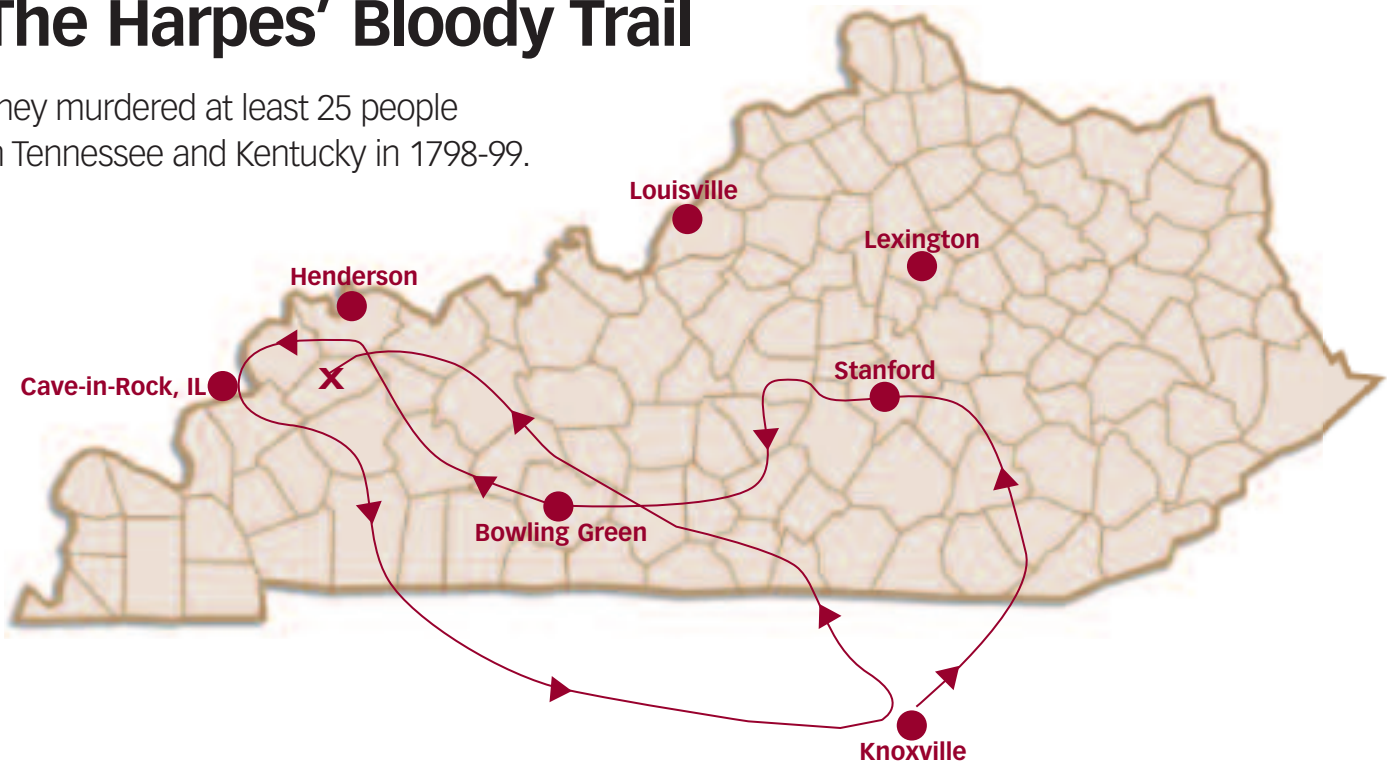 The Harpes' Bloody Trail
hey murdered at least 25 people
n Tennessee and Kentucky in 1798-99.
Louisville
Lexington
Henderson
Stanford
Cave-in-Rock, IL
X
Bowling Green
Knoxville